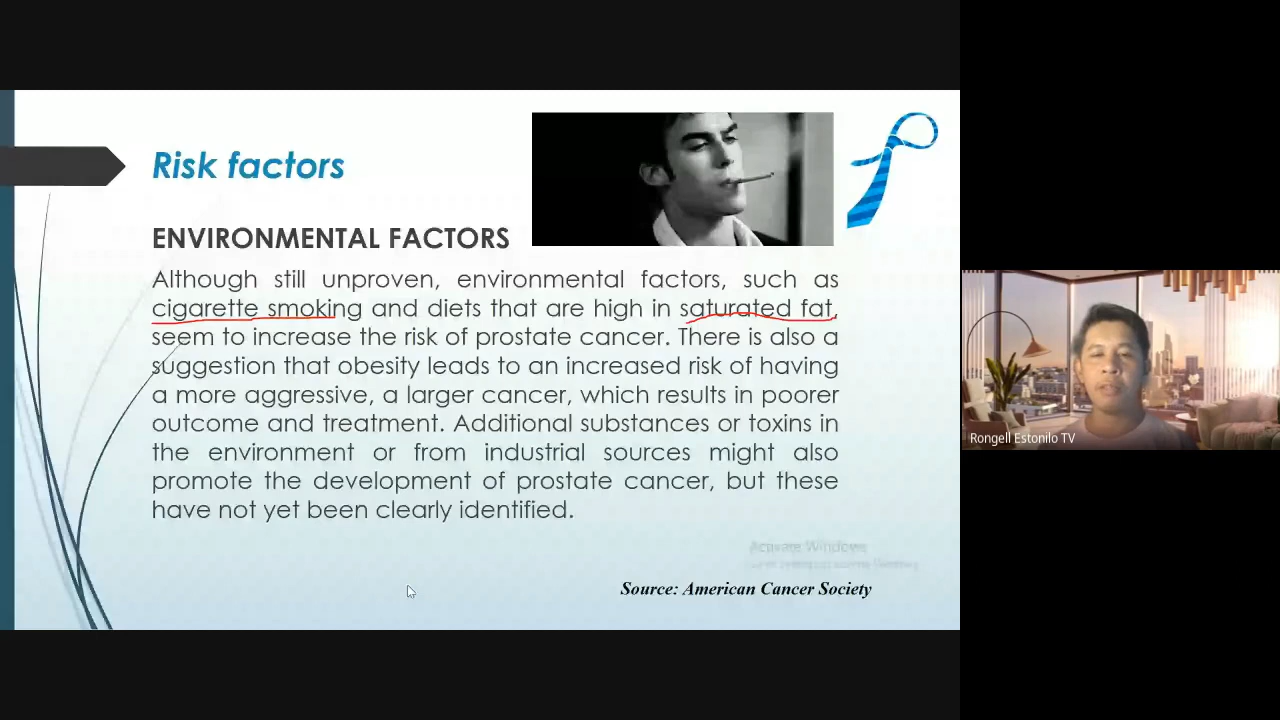 Risk factors
ENVIRONMENTAL FACTORS
Although still unproven, environmental factors, such as
cigarette smoking and diets that are high in saturated fat,
seem to increase the risk of prostate cancer. There is also a
suggestion that obesity leads to an increased risk of having
a more aggressive, a larger cancer, which results in poorer
outcome and treatment. Additional substances or toxins in
the environment or from industrial sources might also
promote the development of prostate cancer, but these
have not yet been clearly identified.
Activate Windows
Source: American Cancer Society
Rongell Estonilo TV